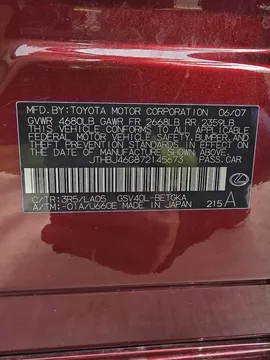 MFD. BY: TOYOTA MOTOR CORPORATION 06/07
GVWR 4680LB GAWR FR 2668LB RR 2359LB
THIS VEHICLE CONFORMS TO ALL APPLICABLE
FEDERAL MOTOR VEHICLE SAFETY, BUMPER, AND
THEFT PREVENTION STANDARDS IN EFFECT ON
THE DATE OF MANUFACTURE SHOWN ABOVE.
JTHBJ46G872145673 PASS.CAR
C/TR: 3R5/LA05 GSV40L-BETGKA
A/TM: -01A/U660E MADE IN JAPAN 215 A